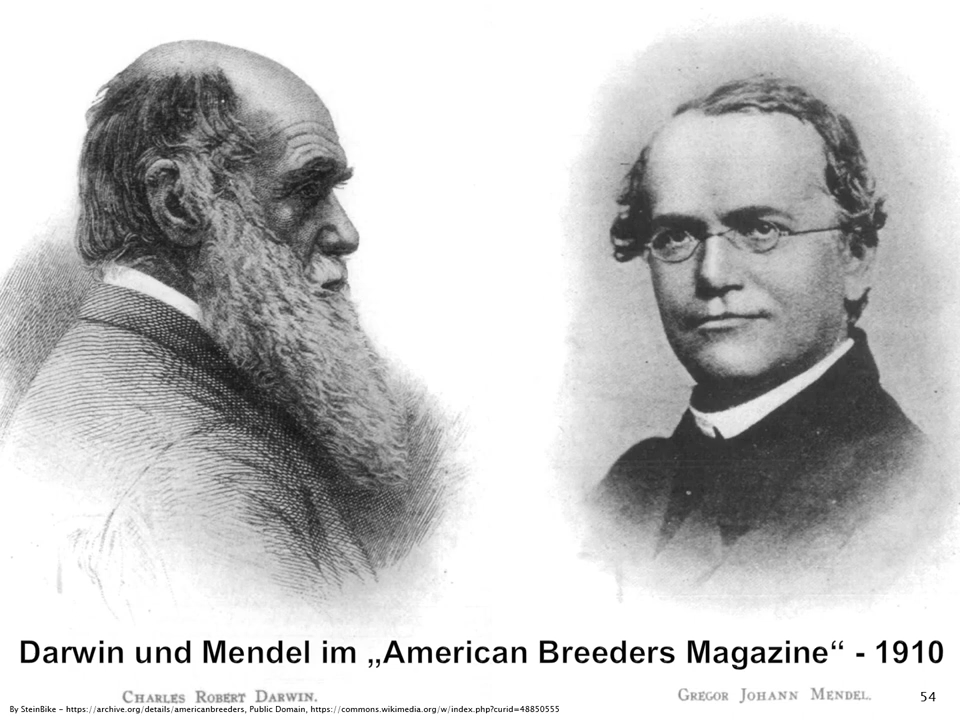 Darwin und Mendel im „American Breeders Magazine“ - 1910
CHARLES ROBERT DARWIN.
GREGOR JOHANN MENDEL.
54
By SteinBike - https://archive.org/details/americanbreeders, Public Domain, https://commons.wikimedia.org/w/index.php?curid=48850555